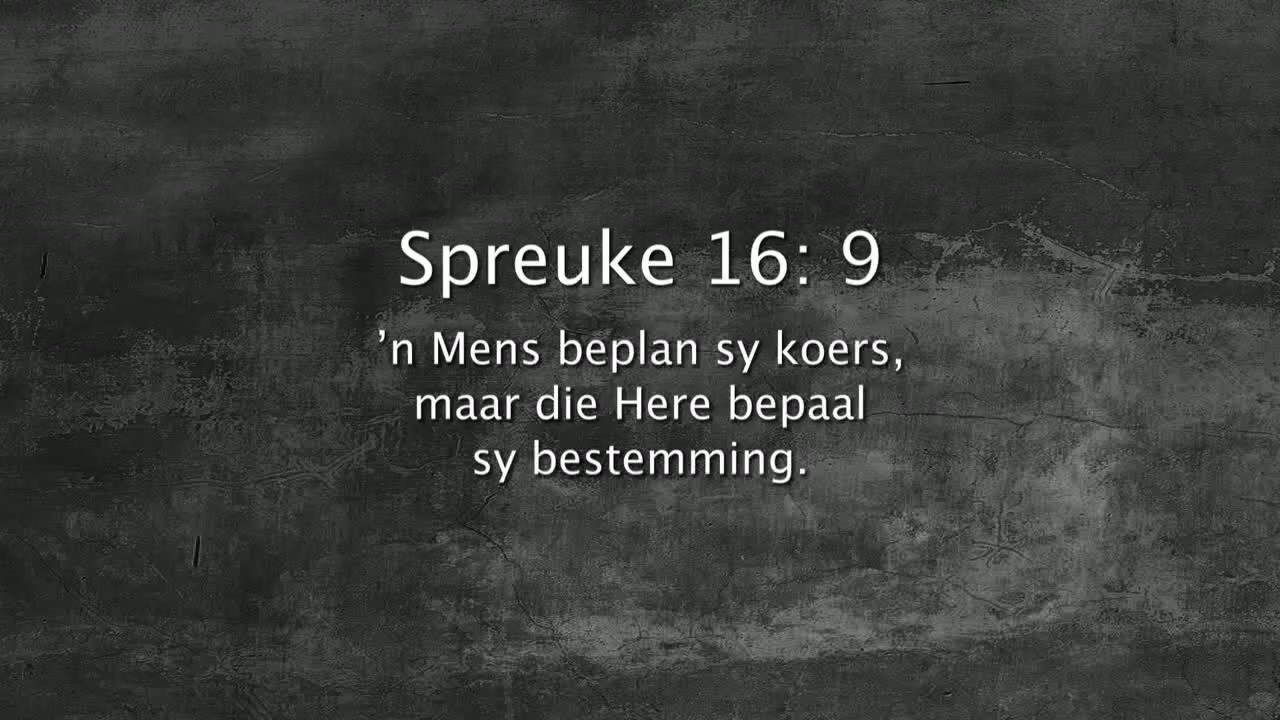 Spreuke 16: 9
’n Mens beplan sy koers,
maar die Here bepaal
sy bestemming.